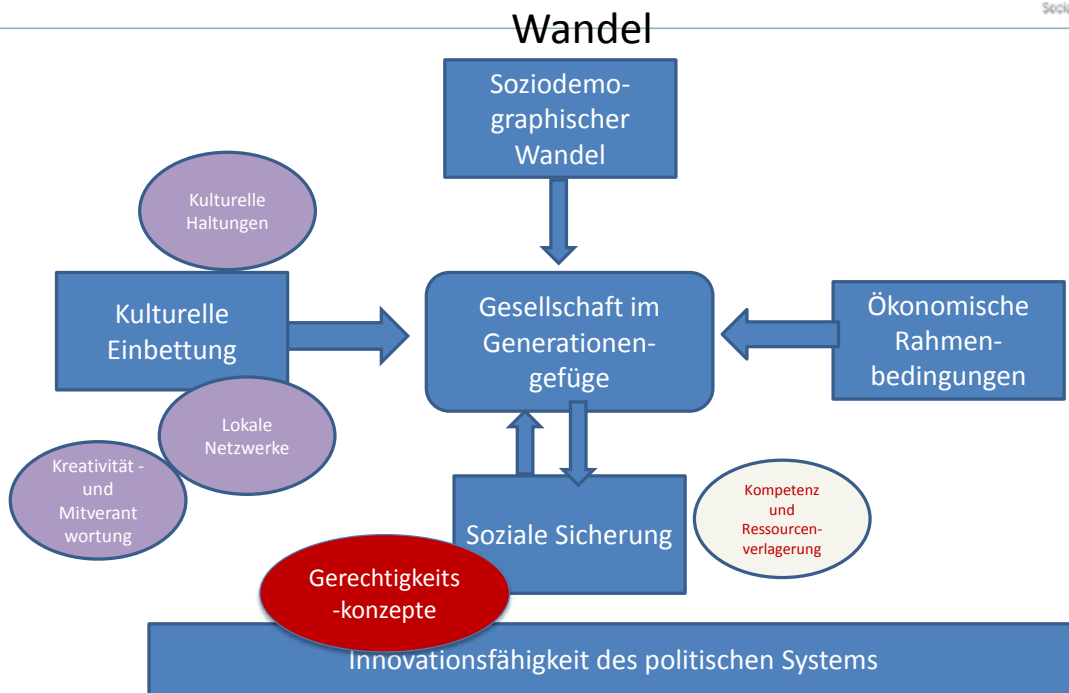 Wandel
Soziodemo-
graphischer
Wandel
Kulturelle
Haltungen
Kulturelle
Einbettung
Gesellschaft im
Generationen-
gefüge
Ökonomische
Rahmen-
bedingungen
Lokale
Netzwerke
Kreativität -
und
Mitverant
wortung
Soziale Sicherung
Kompetenz
und
Ressourcen-
verlagerung
Gerechtigkeits
-konzepte
Innovationsfähigkeit des politischen Systems